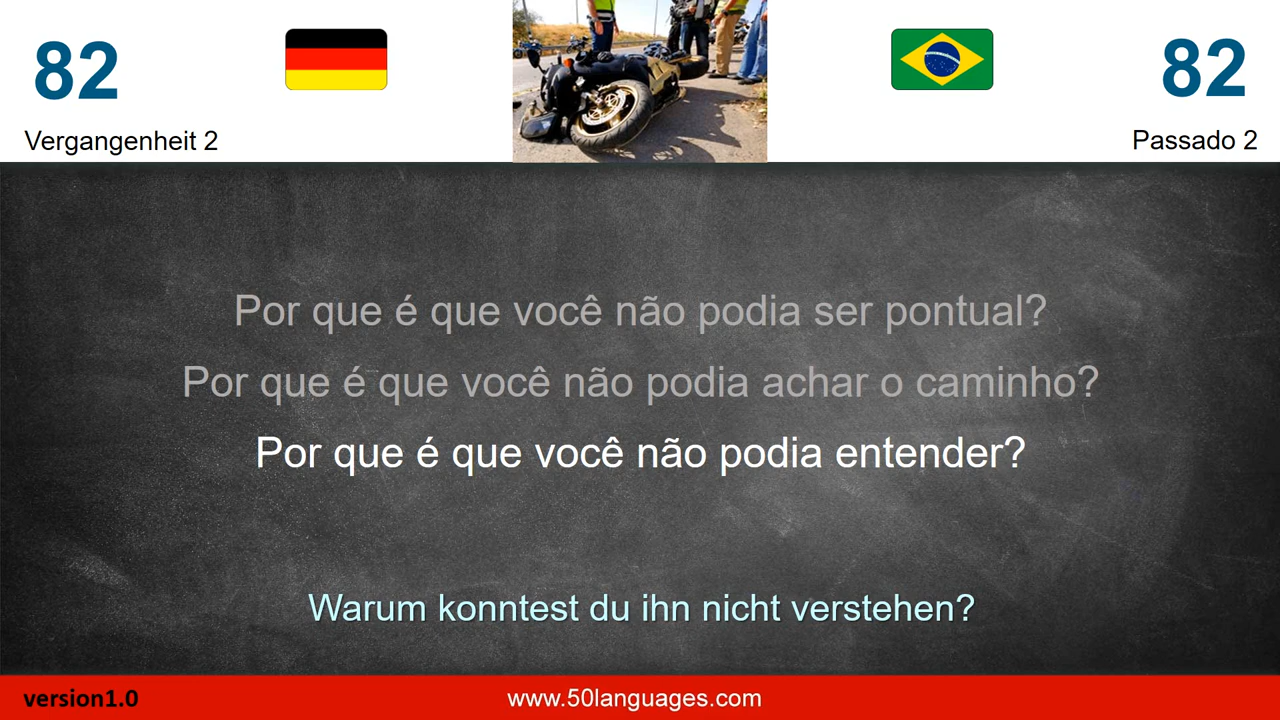 82
82
Vergangenheit 2
Passado 2
Por que é que você não podia ser pontual?
Por que é que você não podia achar o caminho?
Por que é que você não podia entender?
Warum konntest du ihn nicht verstehen?
version1.0
www.50languages.com